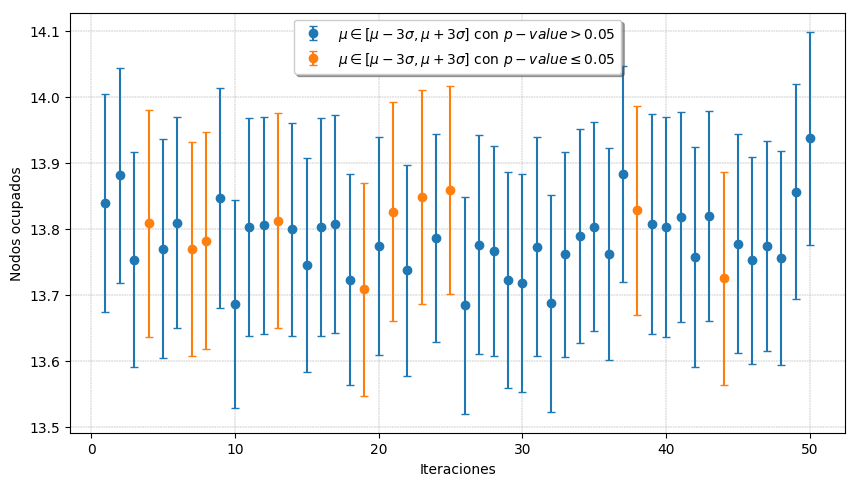 μ ∈ [μ − 3σ, μ + 3σ] con p − value > 0.05
μ ∈ [μ − 3σ, μ + 3σ] con p − value ≤ 0.05
14.1
14.0
13.9
13.8
13.7
13.6
13.5
Nodos ocupados
0 10 20 30 40 50
Iteraciones